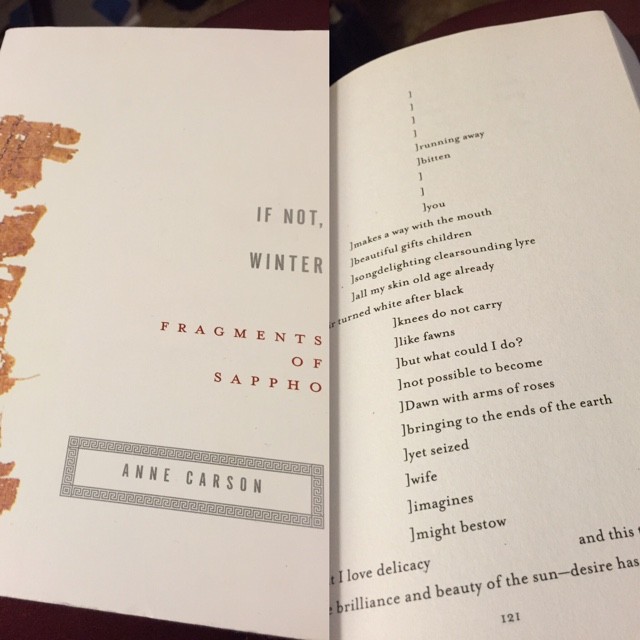 IF NOT,
WINTER
FRAGMENTS
OF
SAPPHO
ANNE CARSON
]
]
]
]
]running away
]bitten
]
]
]you
]makes a way with the mouth
]beautiful gifts children
]songdelighting clearsounding lyre
]all my skin old age already
turned white after black
]knees do not carry
]like fawns
]but what could I do?
]not possible to become
]Dawn with arms of roses
]bringing to the ends of the earth
]yet seized
]wife
]imagines
]might bestow
and this
I love delicacy
brilliance and beauty of the sun—desire has
121